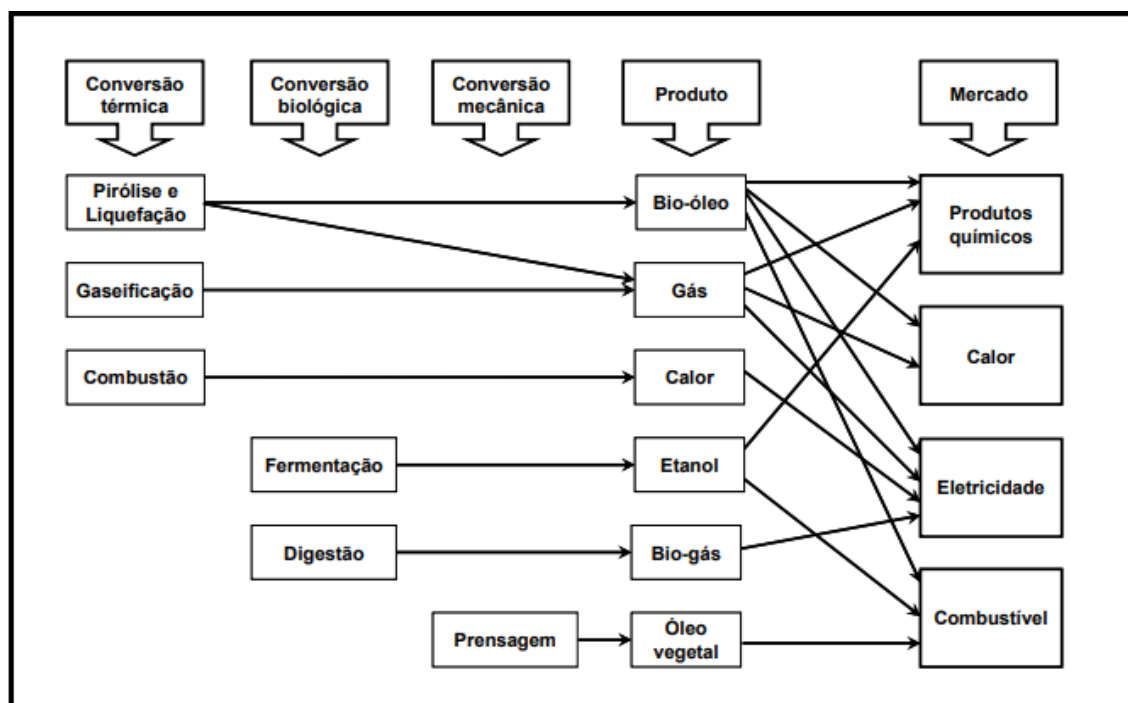 Conversão
térmica
Conversão
biológica
Conversão
mecânica
Produto
Mercado
Pirólise e
Liquefação
Bio-óleo
Produtos
químicos
Gaseificação
Gás
Calor
Combustão
Calor
Fermentação
Etanol
Eletricidade
Digestão
Bio-gás
Combustível
Prensagem
Óleo
vegetal